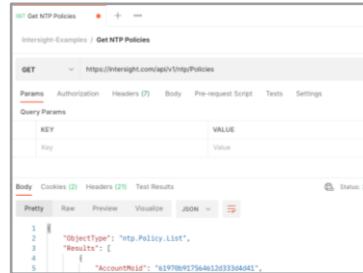 INT Get NTP Policies
Intersight-Examples / Get NTP Policies
GET https://intersight.com/api/v1/ntp/Policies
Params Authorization Headers (7) Body Pre-request Script Tests Settings
Query Params
KEY VALUE
Key Value
Body Cookies (2) Headers (21) Test Results Status:
Pretty Raw Preview Visualize JSON
1 {
2 "ObjectType": "ntp.Policy.List",
3 "Results": [
4 {
5 "AccountMoid": "61970b917564612d333d4d41",